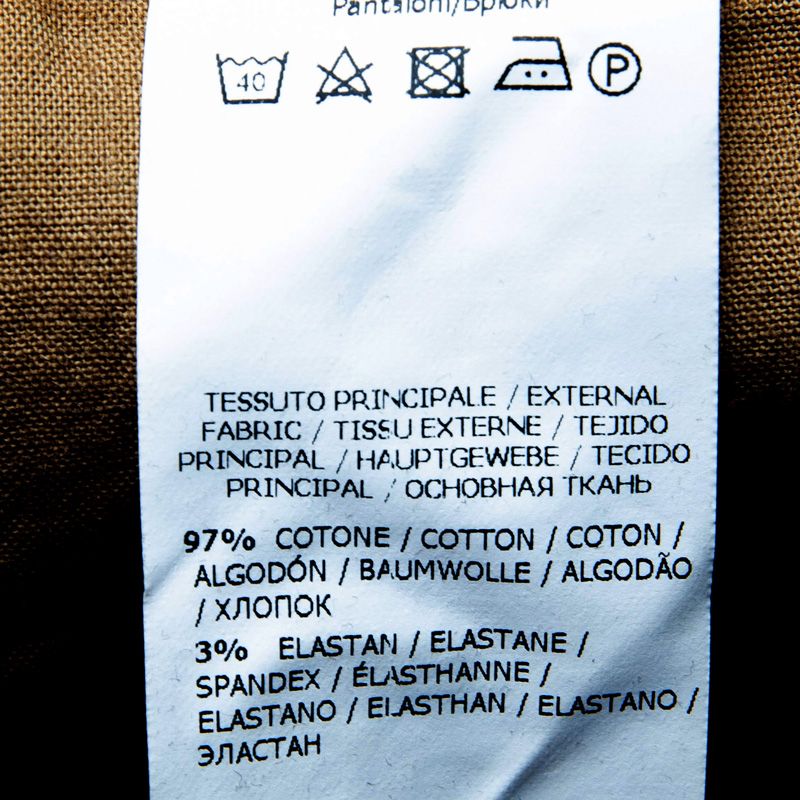 Pantaloni/Брюки
40 P
TESSUTO PRINCIPALE / EXTERNAL
FABRIC / TISSU EXTERNE / TEJIDO
PRINCIPAL / HAUPTGEWEBE / TECIDO
PRINCIPAL / ОСНОВНАЯ ТКАНЬ
97% COTONE / COTTON / COTON /
ALGODÓN / BAUMWOLLE / ALGODÃO
/ ХЛОПОК
3% ELASTAN / ELASTANE /
SPANDEX / ÉLASTHANNE /
ELASTANO / ELASTHAN / ELASTANO /
ЭЛАСТАН